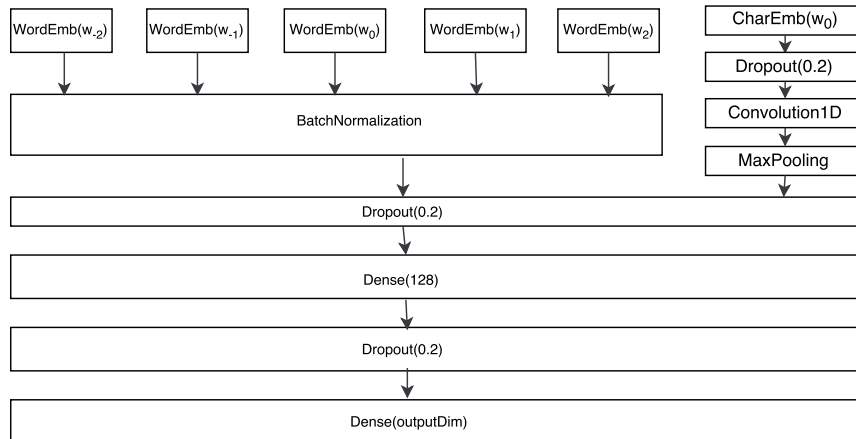 WordEmb(w-2)
WordEmb(w-1)
WordEmb(w0)
WordEmb(w1)
WordEmb(w2)
CharEmb(w0)
Dropout(0.2)
Convolution1D
MaxPooling
BatchNormalization
Dropout(0.2)
Dense(128)
Dropout(0.2)
Dense(outputDim)